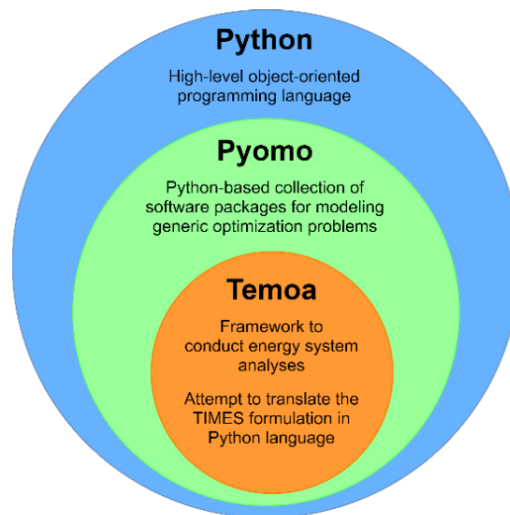 Python
High-level object-oriented
programming language
Pyomo
Python-based collection of
software packages for modeling
generic optimization problems
Temoa
Framework to
conduct energy system
analyses
Attempt to translate the
TIMES formulation in
Python language